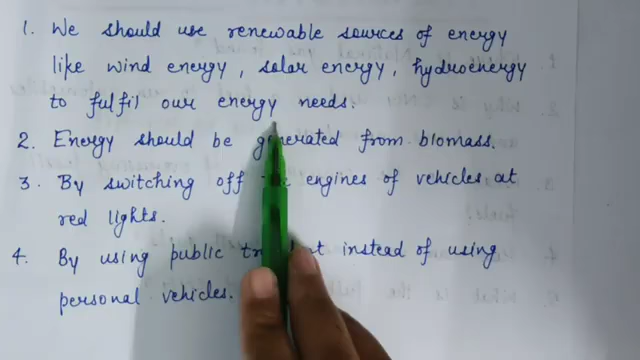 1. We should use renewable sources of energy
like wind energy, solar energy, hydroenergy
to fulfil our energy needs.
2. Energy should be generated from biomass.
3. By switching off the engines of vehicles at
red lights.
4. By using public instead of using
personal vehicles.